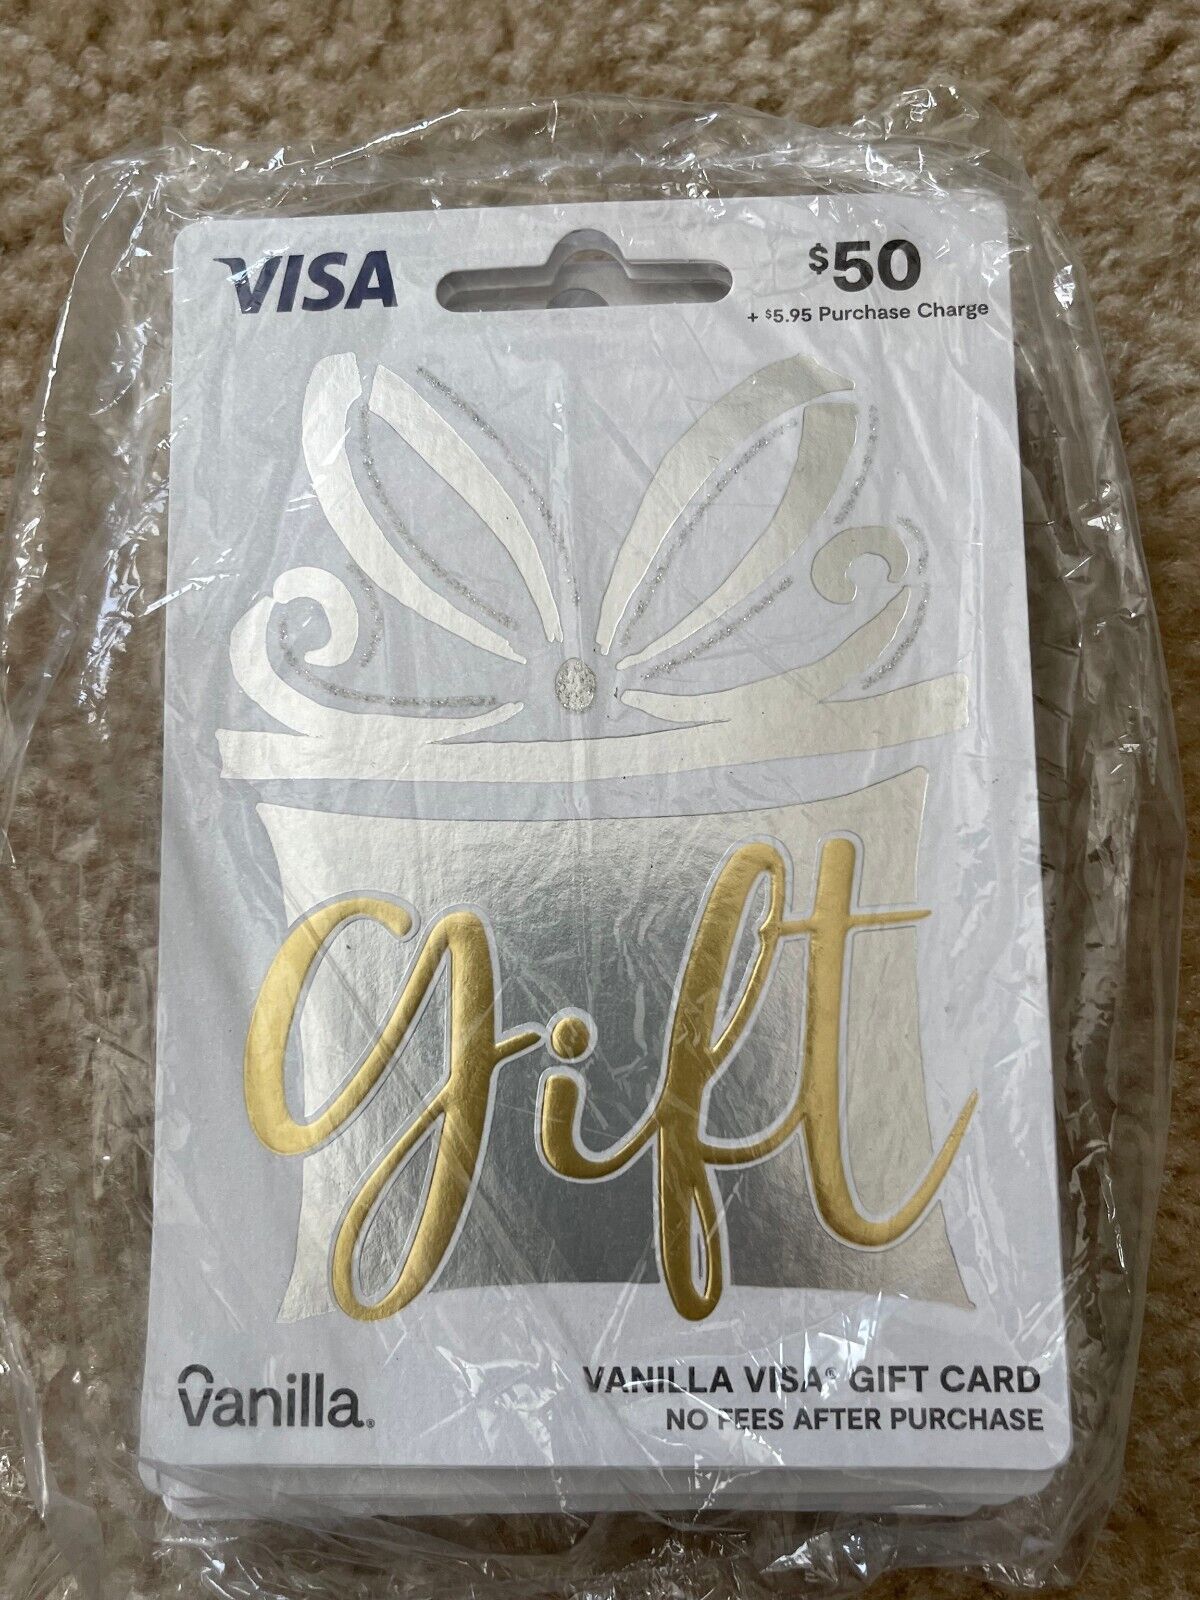 VISA
$50
+ $5.95 Purchase Charge
gift
Vanilla®
VANILLA VISA® GIFT CARD
NO FEES AFTER PURCHASE